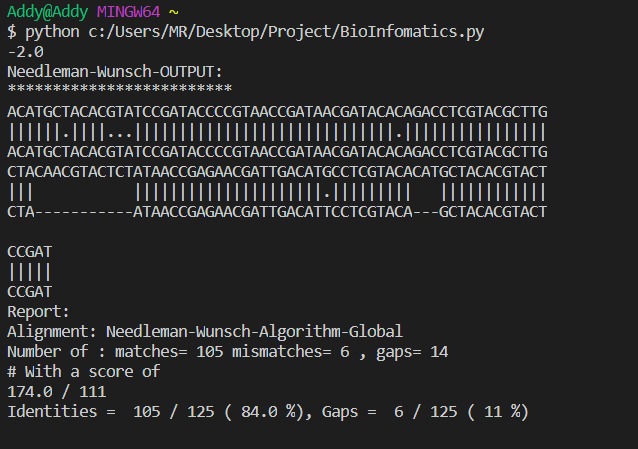 Addy@Addy MINGW64 ~
$ python c:/Users/MR/Desktop/Project/BioInfomatics.py
-2.0
Needleman-Wunsch-OUTPUT:
*************************
ACATGCTACACGTATCCGATACCCCGTAACCGATAACGATACACAGACCTCGTACGCTTG
||||||.||||...|||||||||||||||||||||||||||||.||||||||||||||||
ACATGCTACACGTATCCGATACCCCGTAACCGATAACGATACACAGACCTCGTACGCTTG
CTACAACGTACTCTATAACCGAGAACGATTGACATGCCTCGTACACATGCTACACGTACT
|||           |||||||||||||||||||||.|||||||||   ||||||||||||
CTA-----------ATAACCGAGAACGATTGACATTCCTCGTACA---GCTACACGTACT
CCGAT
|||||
CCGAT
Report:
Alignment: Needleman-Wunsch-Algorithm-Global
Number of : matches= 105 mismatches= 6 , gaps= 14
# With a score of
174.0 / 111
Identities =  105 / 125 ( 84.0 %), Gaps =  6 / 125 ( 11 %)